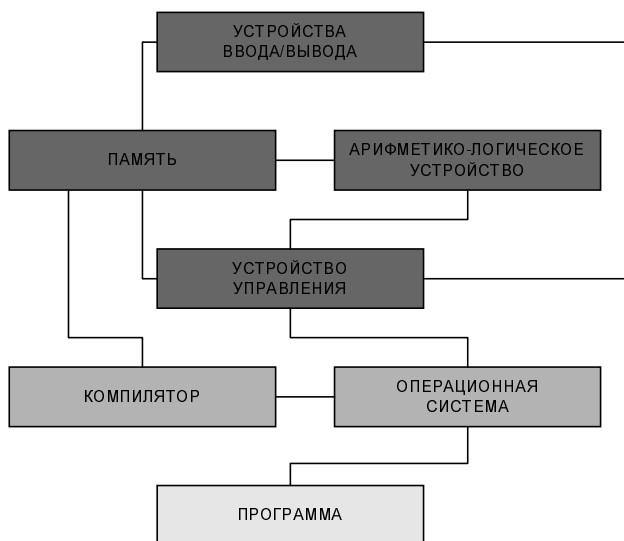 УСТРОЙСТВА
ВВОДА/ВЫВОДА
ПАМЯТЬ
АРИФМЕТИКО-ЛОГИЧЕСКОЕ
УСТРОЙСТВО
УСТРОЙСТВО
УПРАВЛЕНИЯ
КОМПИЛЯТОР
ОПЕРАЦИОННАЯ
СИСТЕМА
ПРОГРАММА